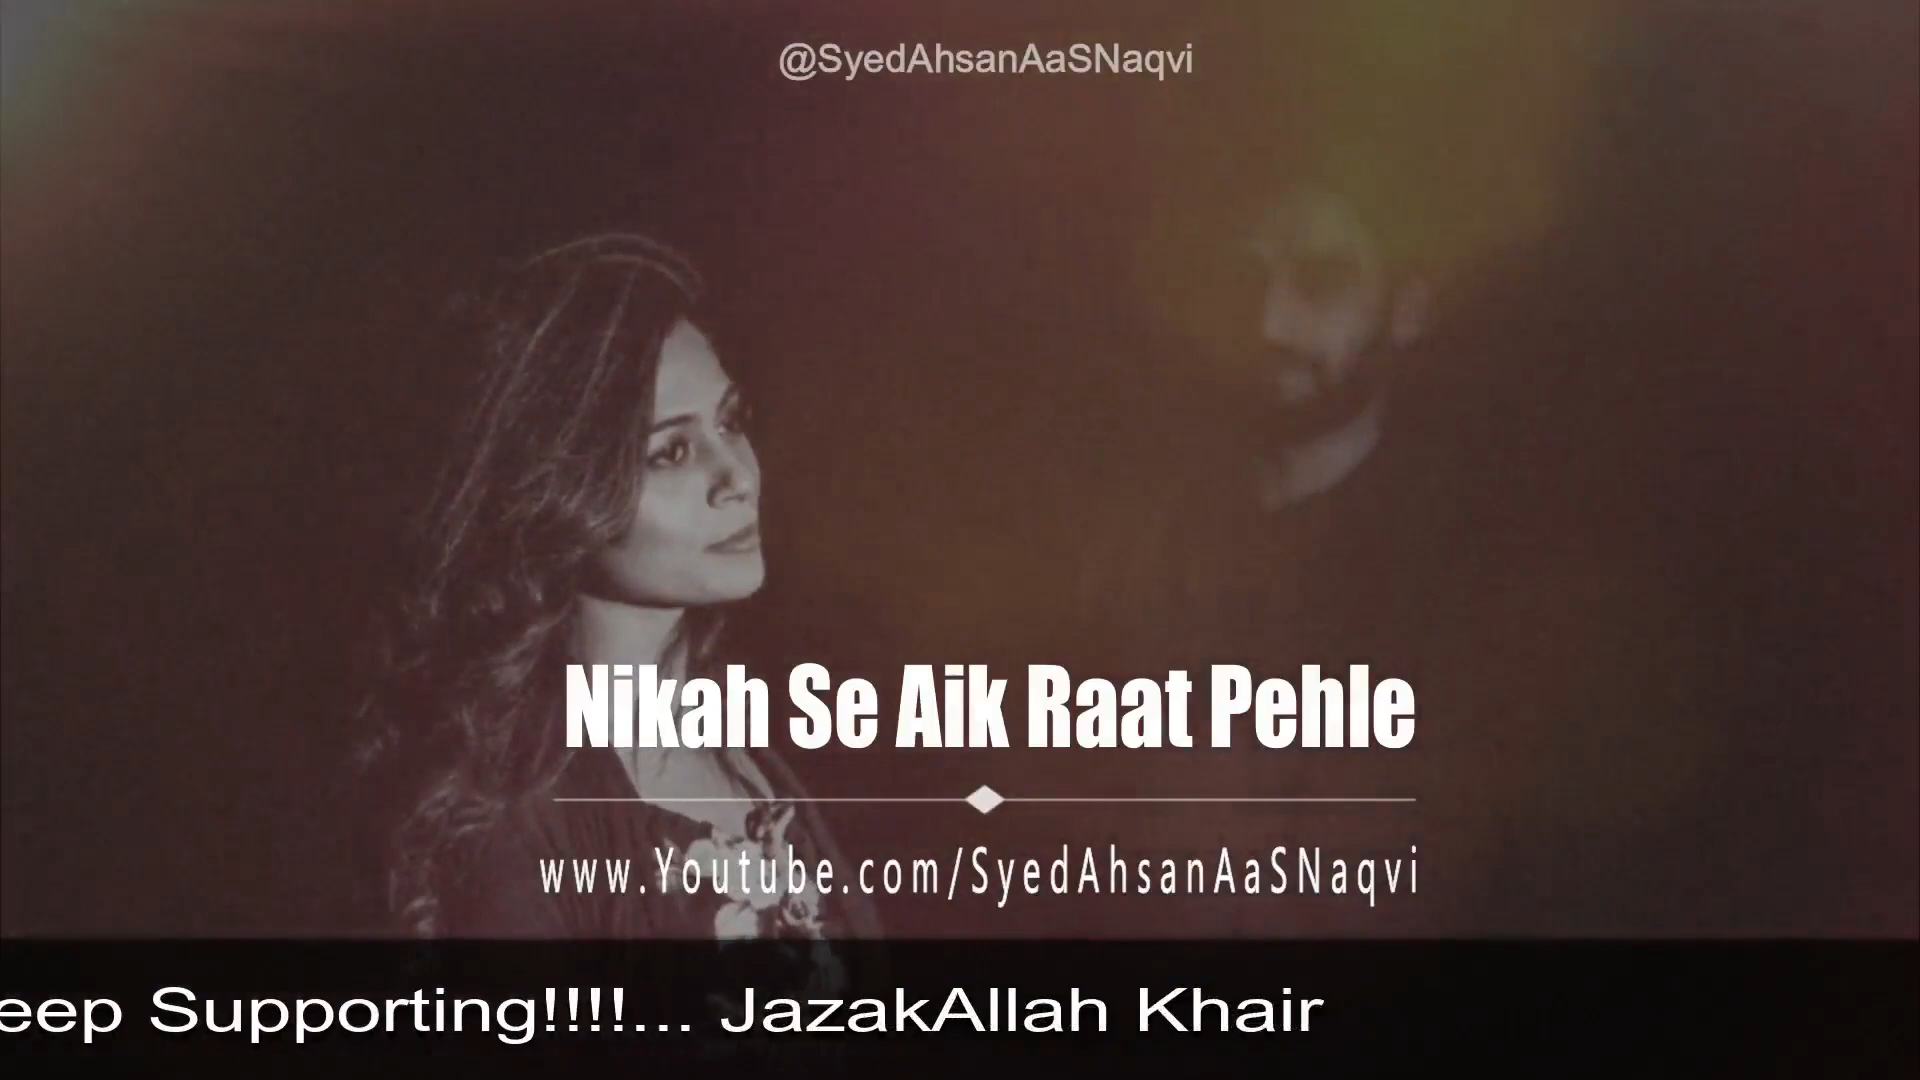 @SyedAhsanAaSNaqvi
Nikah Se Aik Raat Pehle
www.Youtube.com/SyedAhsanAaSNaqvi
eep Supporting!!!!... JazakAllah Khair